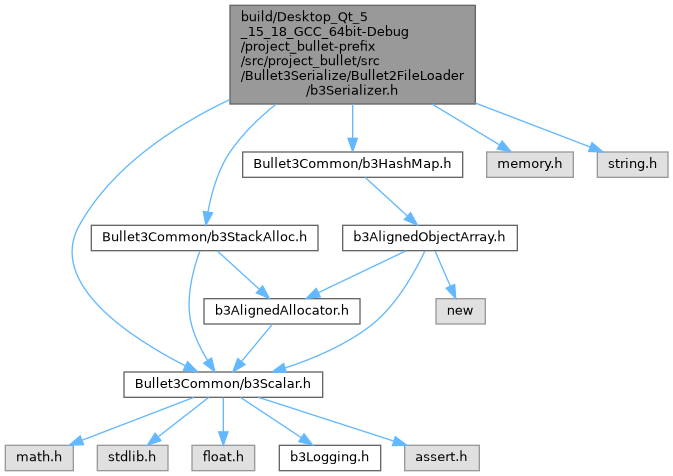 build/Desktop_Qt_5
_15_18_GCC_64bit-Debug
/project_bullet-prefix
/src/project_bullet/src
/Bullet3Serialize/Bullet2FileLoader
/b3Serializer.h
Bullet3Common/b3HashMap.h
memory.h
string.h
Bullet3Common/b3StackAlloc.h
b3AlignedObjectArray.h
b3AlignedAllocator.h
new
Bullet3Common/b3Scalar.h
math.h
stdlib.h
float.h
b3Logging.h
assert.h